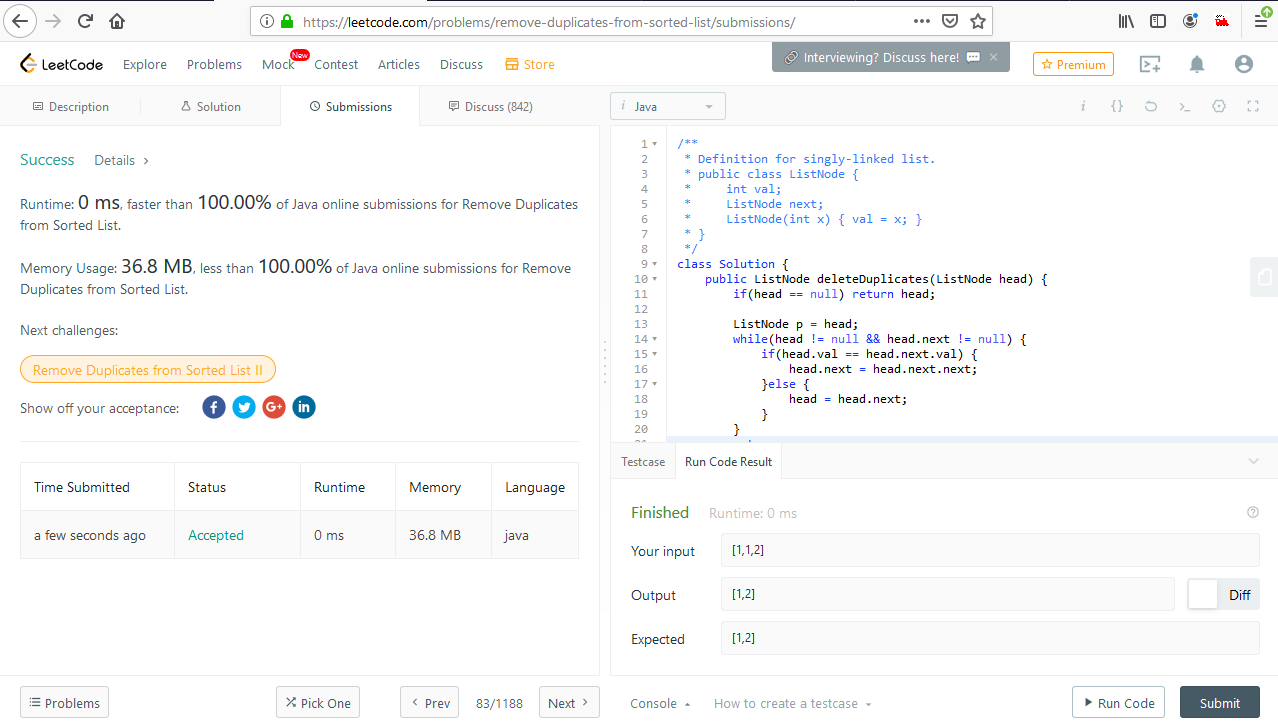 https://leetcode.com/problems/remove-duplicates-from-sorted-list/submissions/
LeetCode Explore Problems Mock New Contest Articles Discuss Store Interviewing? Discuss here! Premium
Description Solution Submissions Discuss (842)
Success Details >
Runtime: 0 ms, faster than 100.00% of Java online submissions for Remove Duplicates
from Sorted List.
Memory Usage: 36.8 MB, less than 100.00% of Java online submissions for Remove
Duplicates from Sorted List.
Next challenges:
Remove Duplicates from Sorted List II
Show off your acceptance: f G+ in
Time Submitted Status Runtime Memory Language
a few seconds ago Accepted 0 ms 36.8 MB java
Problems Pick One < Prev 83/1188 Next >
i Java i {}
1 /**
2 * Definition for singly-linked list.
3 * public class ListNode {
4 *     int val;
5 *     ListNode next;
6 *     ListNode(int x) { val = x; }
7 * }
8 */
9 class Solution {
10     public ListNode deleteDuplicates(ListNode head) {
11         if(head == null) return head;
12
13         ListNode p = head;
14         while(head != null && head.next != null) {
15             if(head.val == head.next.val) {
16                 head.next = head.next.next;
17             }else {
18                 head = head.next;
19             }
20         }
Testcase Run Code Result
Finished Runtime: 0 ms
Your input [1,1,2]
Output [1,2] Diff
Expected [1,2]
Console How to create a testcase Run Code Submit